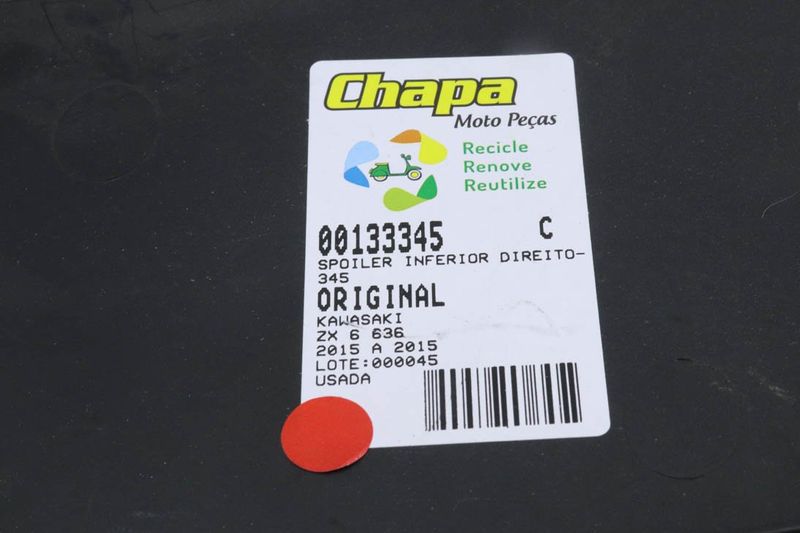 Chapa
Moto Peças
Recicle
Renove
Reutilize
00133345 C
SPOILER INFERIOR DIREITO-
345
ORIGINAL
KAWASAKI
ZX 6 636
2015 A 2015
LOTE:000045
USADA